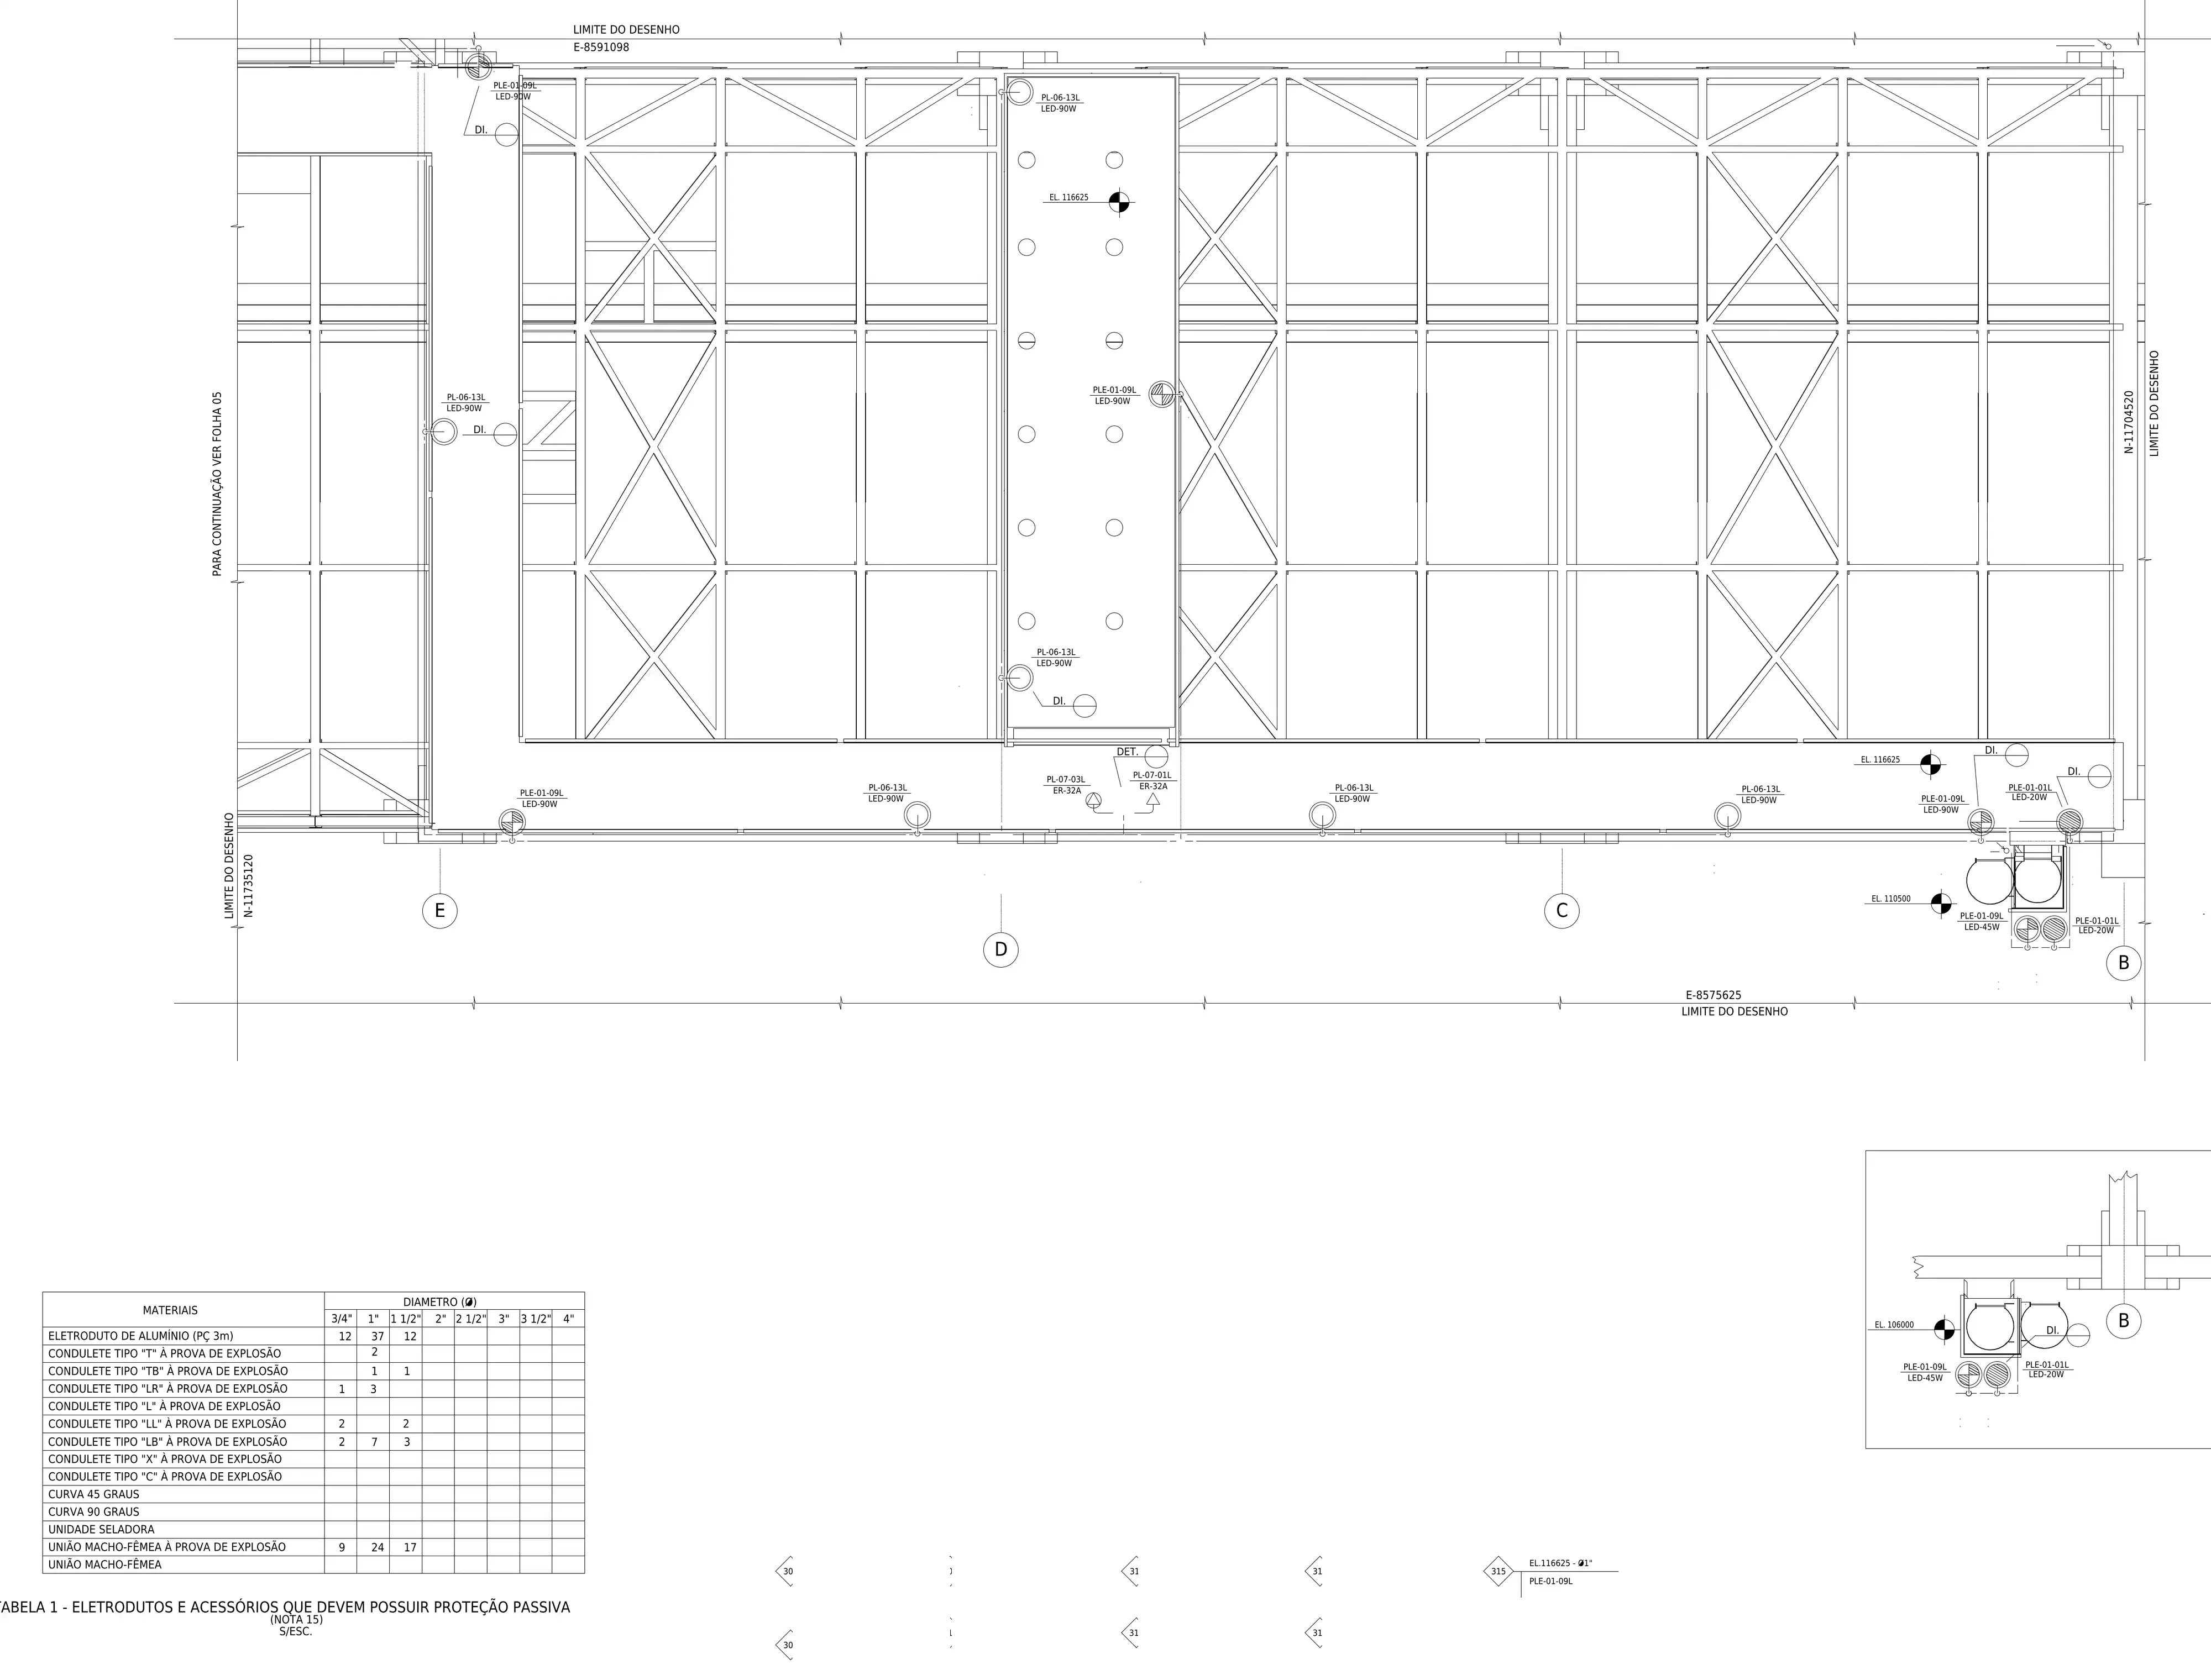 LIMITE DO DESENHO
E-8591098
PLE-01-09L
LED-90W
DI.
PL-06-13L
LED-90W
EL. 116625
PLE-01-09L
LED-90W
PL-06-13L
LED-90W
DI.
PARA CONTINUAÇÃO VER FOLHA 05
N-11704520
LIMITE DO DESENHO
PL-06-13L
LED-90W
DI.
DET.
PL-07-03L
ER-32A
PL-07-01L
ER-32A
EL. 116625
DI.
DI.
PLE-01-09L
LED-90W
PL-06-13L
LED-90W
PL-06-13L
LED-90W
PL-06-13L
LED-90W
PLE-01-09L
LED-90W
PLE-01-01L
LED-20W
LIMITE DO DESENHO
N-11735120
E
D
C
B
EL. 110500
PLE-01-09L
LED-45W
PLE-01-01L
LED-20W
E-8575625
LIMITE DO DESENHO
EL. 106000
DI.
B
PLE-01-09L
LED-45W
PLE-01-01L
LED-20W
MATERIAIS DIAMETRO (Ø)
3/4" 1" 1 1/2" 2" 2 1/2" 3" 3 1/2" 4"
ELETRODUTO DE ALUMÍNIO (PÇ 3m) 12 37 12
CONDULETE TIPO "T" À PROVA DE EXPLOSÃO 2
CONDULETE TIPO "TB" À PROVA DE EXPLOSÃO 1 1
CONDULETE TIPO "LR" À PROVA DE EXPLOSÃO 1 3
CONDULETE TIPO "L" À PROVA DE EXPLOSÃO
CONDULETE TIPO "LL" À PROVA DE EXPLOSÃO 2 2
CONDULETE TIPO "LB" À PROVA DE EXPLOSÃO 2 7 3
CONDULETE TIPO "X" À PROVA DE EXPLOSÃO
CONDULETE TIPO "C" À PROVA DE EXPLOSÃO
CURVA 45 GRAUS
CURVA 90 GRAUS
UNIDADE SELADORA
UNIÃO MACHO-FÊMEA À PROVA DE EXPLOSÃO 9 24 17
UNIÃO MACHO-FÊMEA
TABELA 1 - ELETRODUTOS E ACESSÓRIOS QUE DEVEM POSSUIR PROTEÇÃO PASSIVA
(NOTA 15)
S/ESC.
30 31 31 315 EL.116625 - Ø1"
PLE-01-09L
30 31 31